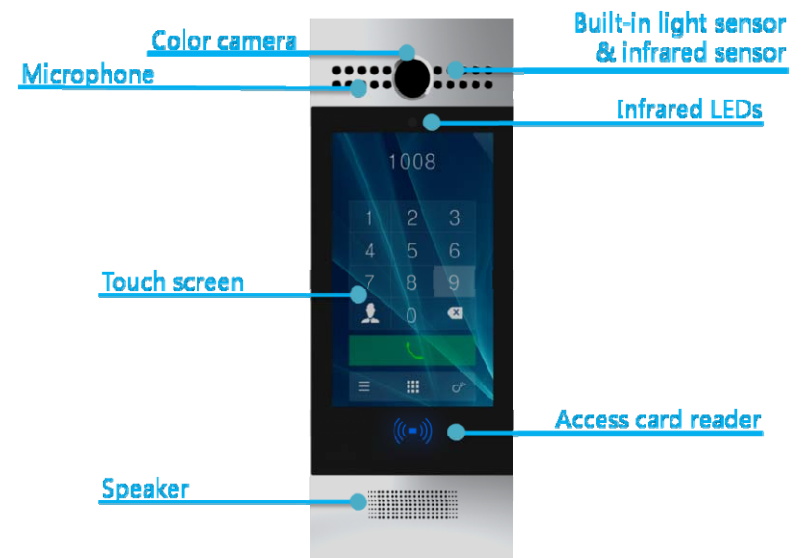 Color camera
Built-in light sensor
& infrared sensor
Microphone
Infrared LEDs
1008
1 2 3
4 5 6
Touch screen
7 8 9
0
Access card reader
Speaker